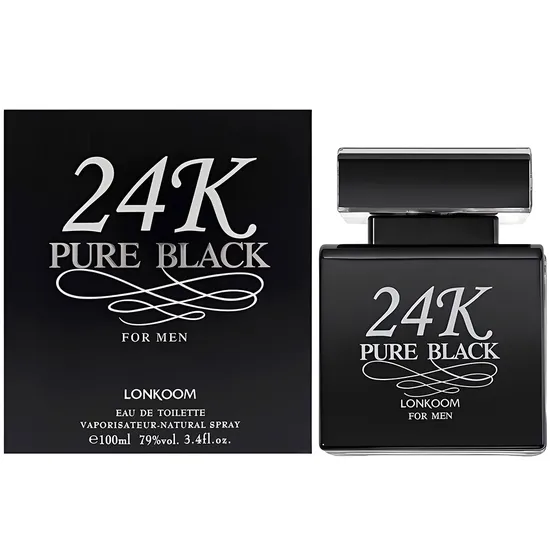 24K
PURE BLACK
FOR MEN
LONKOOM
EAU DE TOILETTE
VAPORISATEUR-NATURAL SPRAY
℮100ml 79%vol. 3.4fl.oz.
24K
PURE BLACK
LONKOOM
FOR MEN